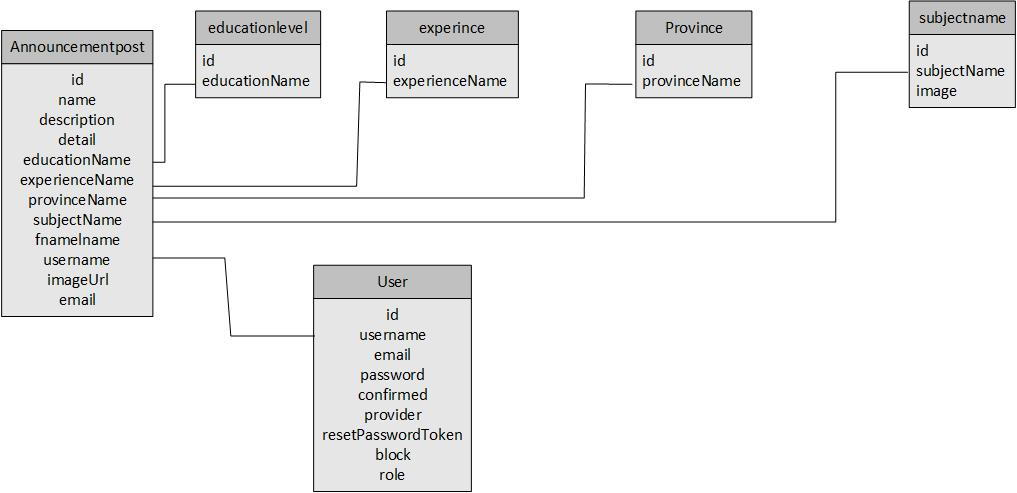 Announcementpost
id
name
description
detail
educationName
experienceName
provinceName
subjectName
fnamelname
username
imageUrl
email
educationlevel
id
educationName
experince
id
experienceName
Province
id
provinceName
subjectname
id
subjectName
image
User
id
username
email
password
confirmed
provider
resetPasswordToken
block
role